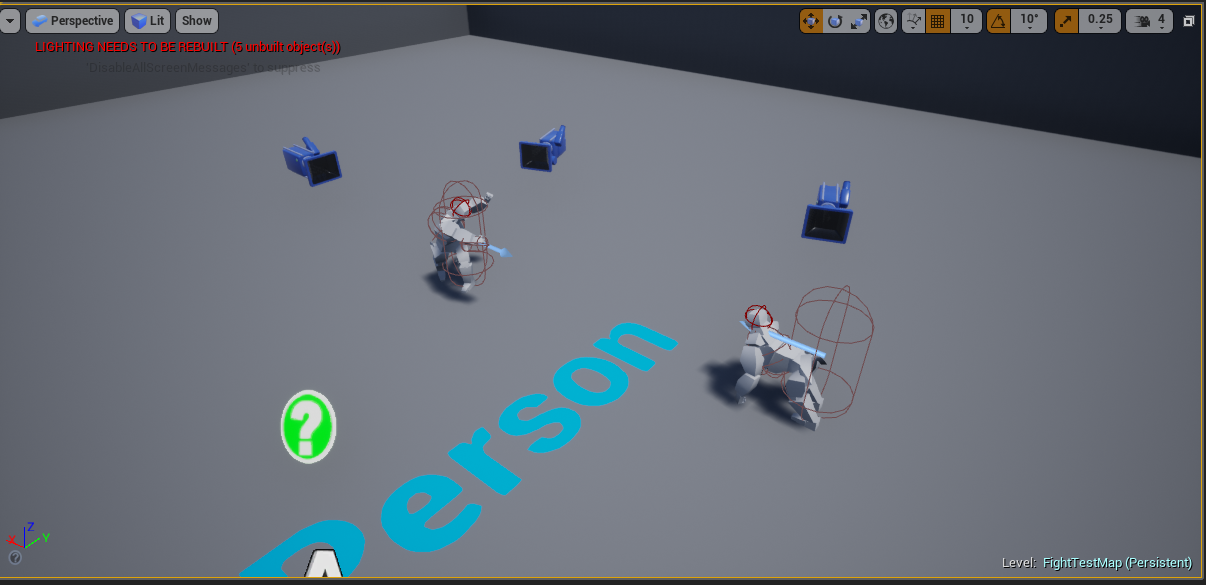 Perspective Lit Show 10 10° 0.25 4
LIGHTING NEEDS TO BE REBUILT (5 unbuilt object(s))
'DisableAllScreenMessages' to suppress
?
Person
Z
X Y
?
Level: FightTestMap (Persistent)